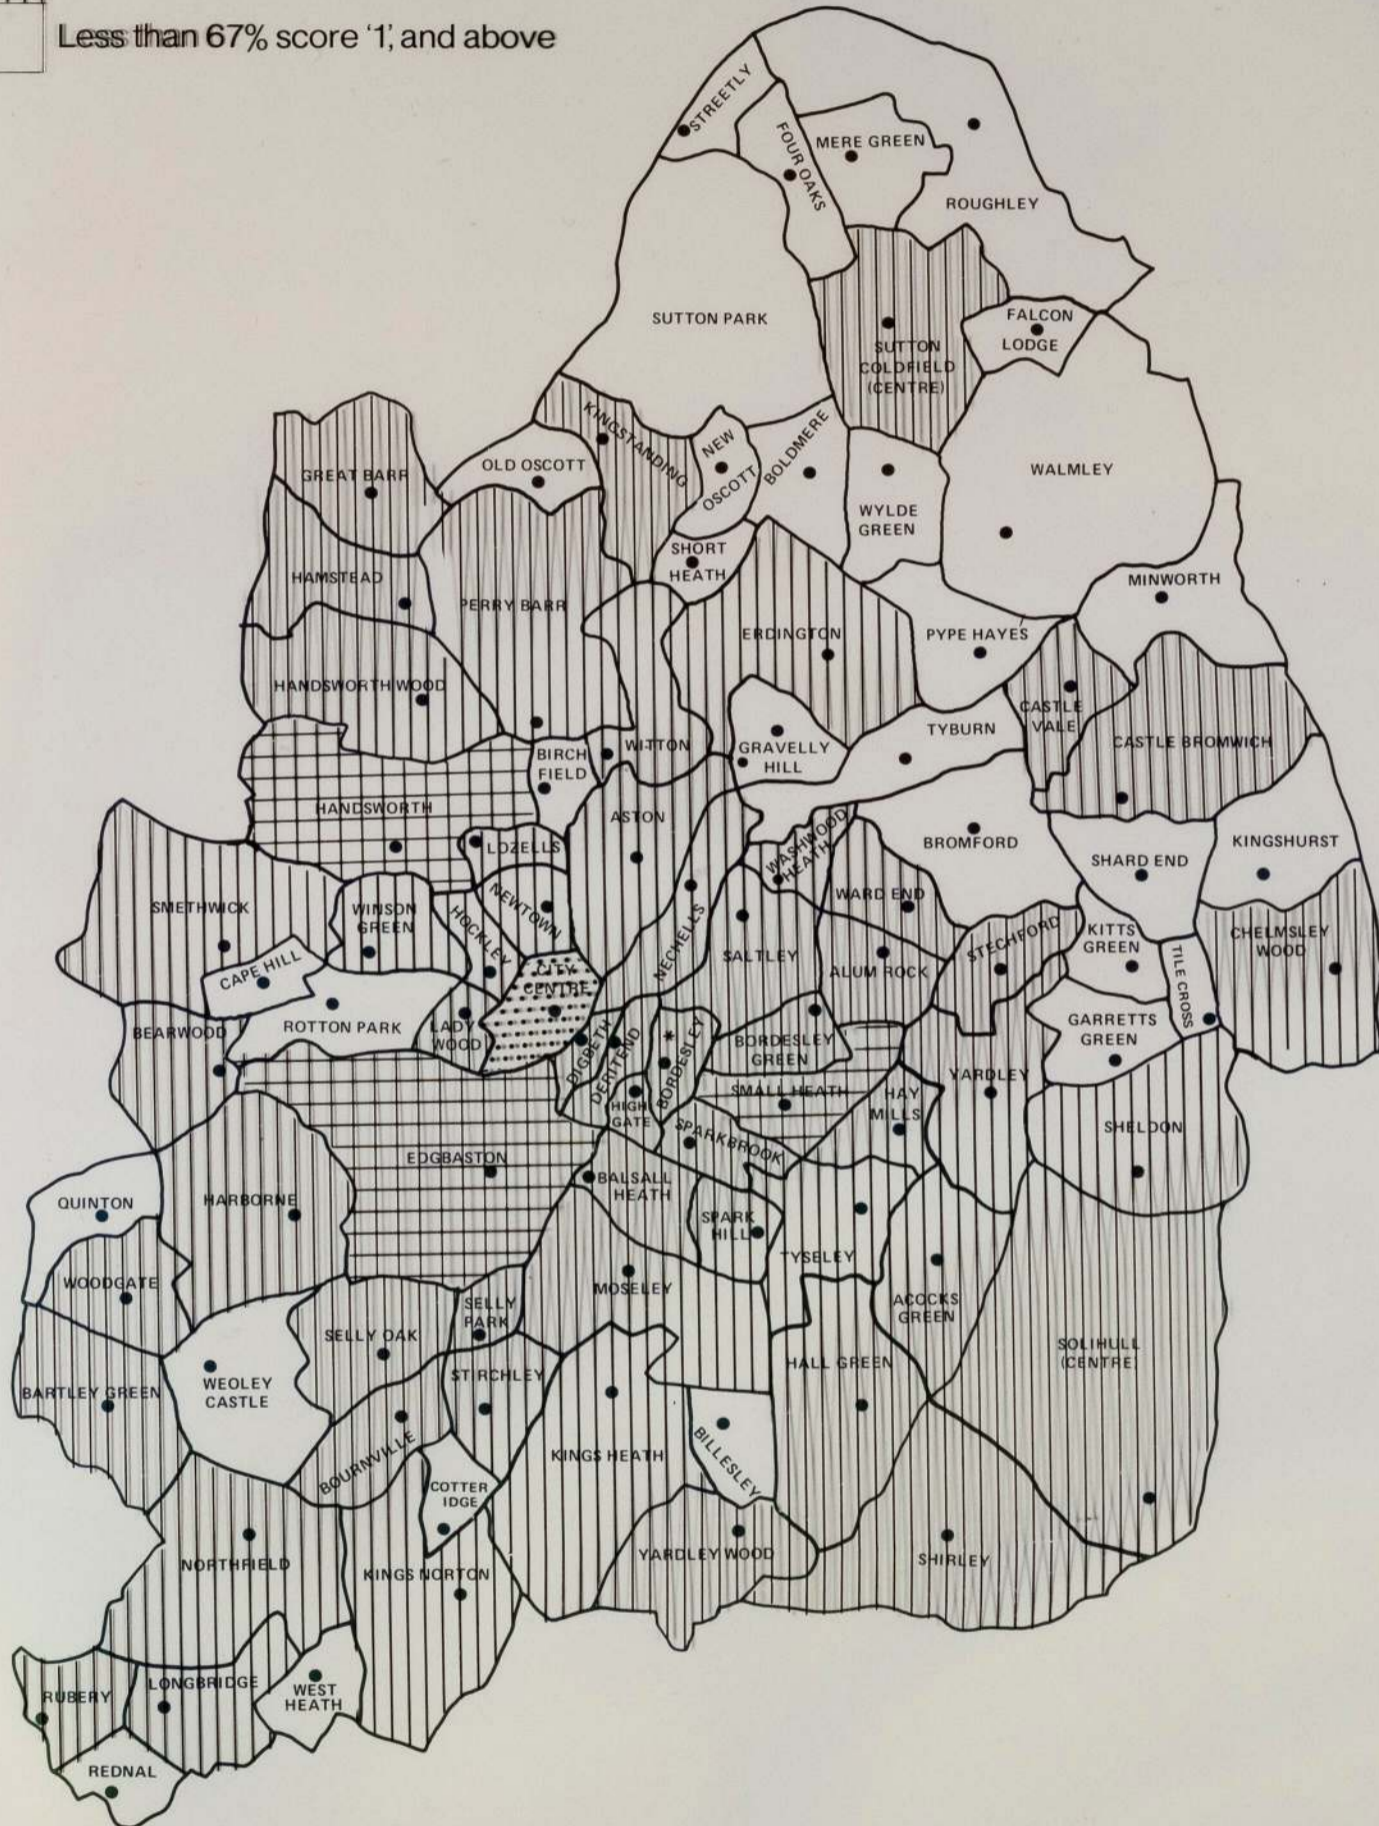 Less than 67% score ‘1’, and above
STREETLY
FOUR OAKS
MERE GREEN
ROUGHLEY
SUTTON PARK
SUTTON
COLDFIELD
(CENTRE)
FALCON
LODGE
KINGSTANDING
NEW
OSCOTT
BOLDMERE
OLD OSCOTT
GREAT BARR
WALMLEY
WYLDE
GREEN
SHORT
HEATH
HAMSTEAD
PERRY BARR
MINWORTH
ERDINGTON
PYPE HAYES
HANDSWORTH WOOD
CASTLE
VALE
TYBURN
CASTLE BROMWICH
BIRCH
FIELD
WITTON
GRAVELLY
HILL
HANDSWORTH
ASTON
LOZELLS
WASHWOOD
HEATH
BROMFORD
SHARD END
KINGSHURST
WARD END
SMETHWICK
WINSON
GREEN
HOCKLEY
NEWTOWN
NECHELLS
SALTLEY
ALUM ROCK
STECHFORD
KITTS
GREEN
TILE CROSS
CHELMSLEY
WOOD
CAPE HILL
CITY
CENTRE
BEARWOOD
ROTTON PARK
LADY
WOOD
DIGBETH
DERITEND
*
BORDESLEY
BORDESLEY
GREEN
GARRETTS
GREEN
YARDLEY
SMALL HEATH
HAY
MILLS
HIGH
GATE
SPARKBROOK
SHELDON
EDGBASTON
BALSALL
HEATH
QUINTON
HARBORNE
SPARK
HILL
TYSELEY
WOODGATE
MOSELEY
ACOCKS
GREEN
SELLY
PARK
SELLY OAK
SOLIHULL
(CENTRE)
HALL GREEN
STIRCHLEY
BARTLEY GREEN
WEOLEY
CASTLE
BOURNVILLE
KINGS HEATH
BILLESLEY
COTTER
IDGE
NORTHFIELD
KINGS NORTON
YARDLEY WOOD
SHIRLEY
RUBERY
LONGBRIDGE
WEST
HEATH
REDNAL